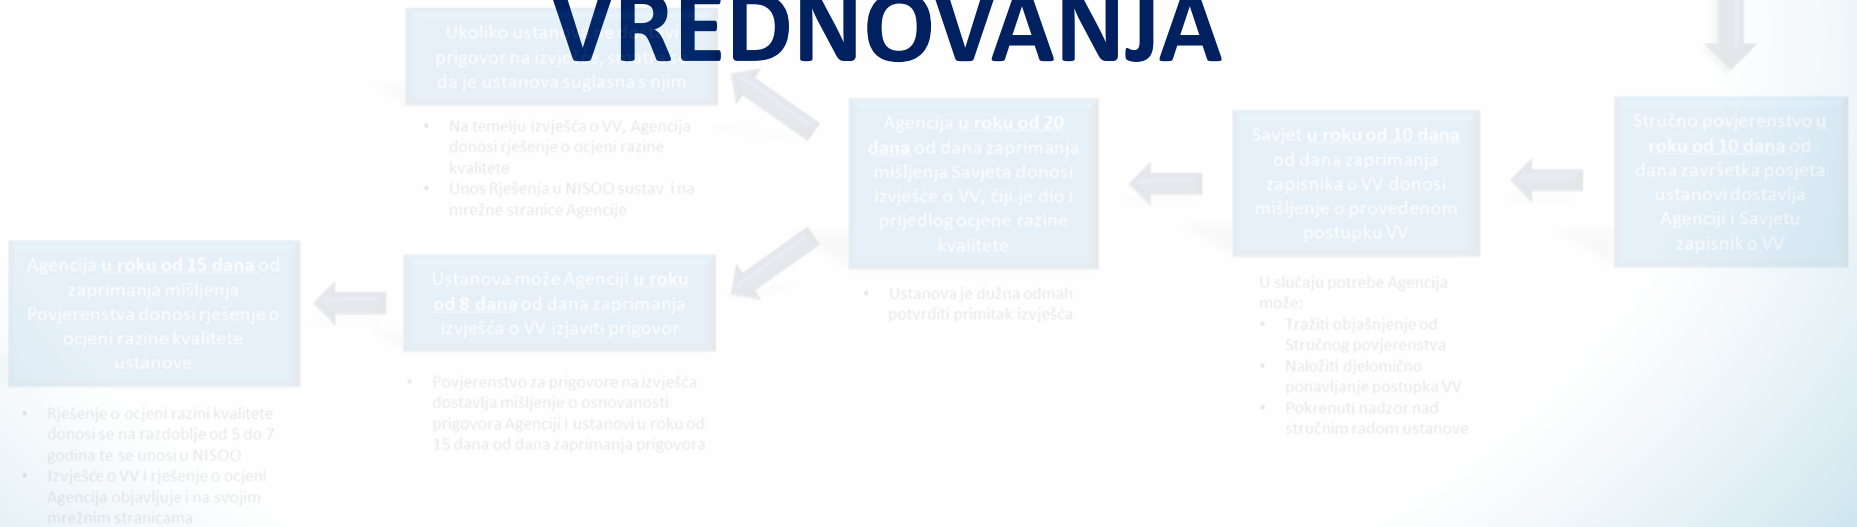 VREDNOVANJA
Ukoliko ustanova ne dostavi
prigovor na izvješće, smatra se
da je ustanova suglasna s njim
• Na temelju izvješća o VV, Agencija
donosi rješenje o ocjeni razine
kvalitete
• Unos Rješenja u NISOO sustav i na
mrežne stranice Agencije
Agencija u roku od 20
dana od dana zaprimanja
mišljenja Savjeta donosi
izvješće o VV, čiji je dio i
prijedlog ocjene razine
kvalitete
• Ustanova je dužna odmah
potvrditi primitak izvješća
Savjet u roku od 10 dana
od dana zaprimanja
zapisnika o VV donosi
mišljenje o provedenom
postupku VV
U slučaju potrebe Agencija
može:
• Tražiti objašnjenje od
Stručnog povjerenstva
• Naložiti djelomično
ponavljanje postupka VV
• Pokrenuti nadzor nad
stručnim radom ustanove
Stručno povjerenstvo u
roku od 10 dana od
dana završetka posjeta
ustanovi dostavlja
Agenciji i Savjetu
zapisnik o VV
Agencija u roku od 15 dana od
zaprimanja mišljenja
Povjerenstva donosi rješenje o
ocjeni razine kvalitete
ustanove
• Rješenje o ocjeni razini kvalitete
donosi se na razdoblje od 5 do 7
godina te se unosi u NISOO
• Izvješće o VV i rješenje o ocjeni
Agencija objavljuje i na svojim
mrežnim stranicama
Ustanova može Agenciji u roku
od 8 dana od dana zaprimanja
izvješća o VV izjaviti prigovor
• Povjerenstvo za prigovore na izvješća
dostavlja mišljenje o osnovanosti
prigovora Agenciji i ustanovi u roku od
15 dana od dana zaprimanja prigovora